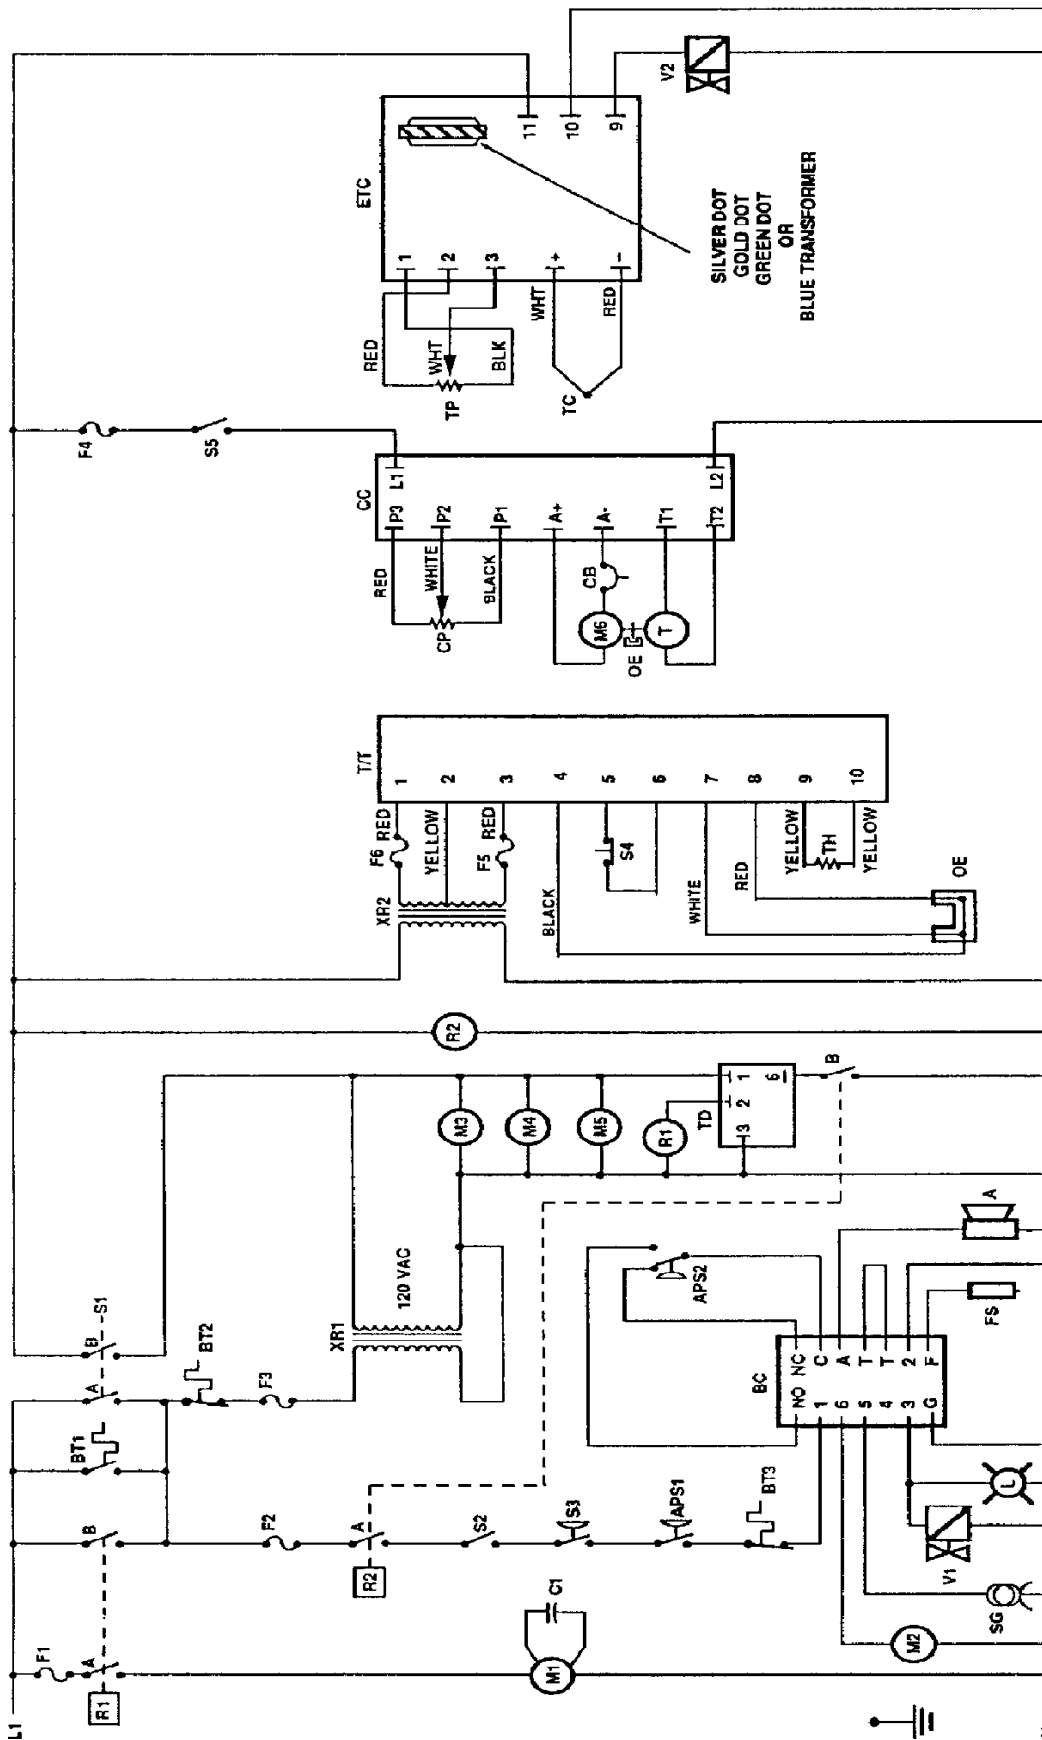 L1
F1
A
R1
M1
C1
B
BT1
A
B
S1
F2
A
R2
S2
S3
APS1
BT3
BT2
F3
XR1
120 VAC
M3
M4
M5
R1
TD
1
2
3
6
B
APS2
BC
NO
NC
1
C
6
A
5
T
4
T
3
2
G
F
M2
SG
V1
L
FS
A
R2
XR2
F6
RED
YELLOW
F5
RED
BLACK
S4
WHITE
RED
YELLOW
TH
YELLOW
OE
T/T
1
2
3
4
5
6
7
8
9
10
F4
S5
CC
L1
P3
P2
P1
A+
A-
T1
T2
L2
RED
WHITE
BLACK
CP
CB
M6
OE
T
ETC
1
2
3
+
-
11
10
9
RED
WHT
BLK
TP
WHT
RED
TC
V2
SILVER DOT
GOLD DOT
GREEN DOT
OR
BLUE TRANSFORMER